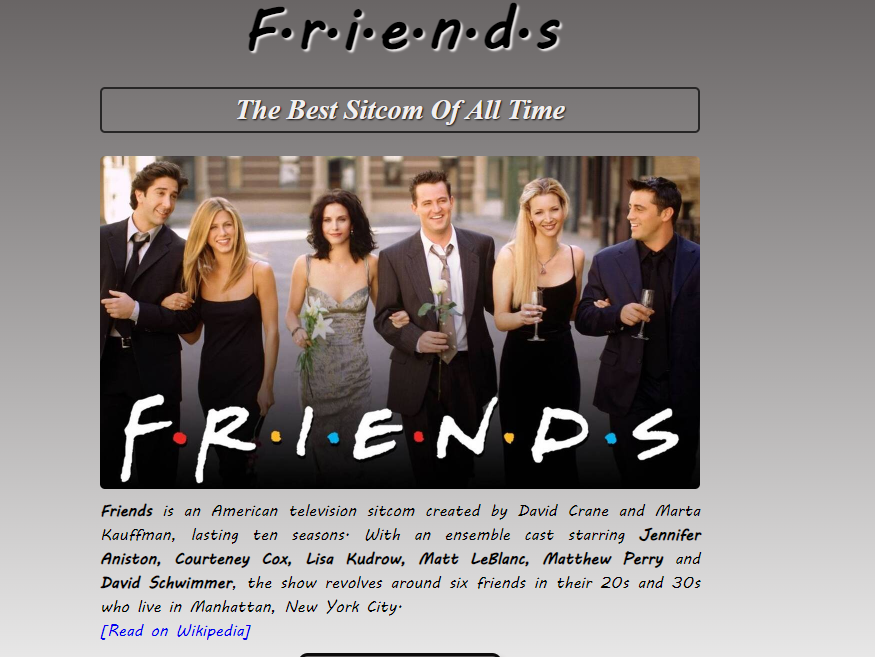 F·r·i·e·n·d·s
The Best Sitcom Of All Time
F·R·I·E·N·D·S
Friends is an American television sitcom created by David Crane and Marta
Kauffman, lasting ten seasons. With an ensemble cast starring Jennifer
Aniston, Courteney Cox, Lisa Kudrow, Matt LeBlanc, Matthew Perry and
David Schwimmer, the show revolves around six friends in their 20s and 30s
who live in Manhattan, New York City.
[Read on Wikipedia]